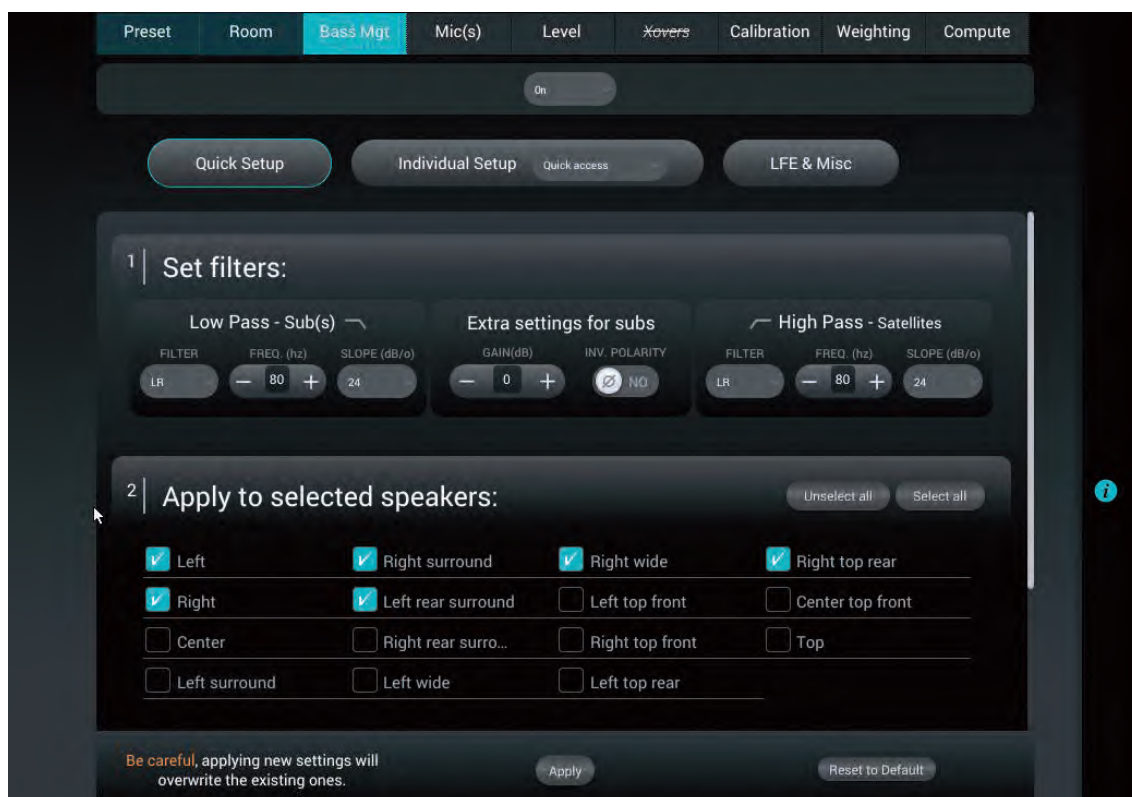 Preset Room Bass Mgt Mic(s) Level Xovers Calibration Weighting Compute
On
Quick Setup Individual Setup Quick access LFE & Misc
1 Set filters:
Low Pass - Sub(s) Extra settings for subs High Pass - Satellites
FILTER FREQ. (hz) SLOPE (dB/o) GAIN(dB) INV. POLARITY FILTER FREQ. (hz) SLOPE (dB/o)
LR − 80 + 24 − 0 + Ø NO LR − 80 + 24
2 Apply to selected speakers: Unselect all Select all
Left Right surround Right wide Right top rear
Right Left rear surround Left top front Center top front
Center Right rear surro... Right top front Top
Left surround Left wide Left top rear
Be careful, applying new settings will
overwrite the existing ones.
Apply Reset to Default
i